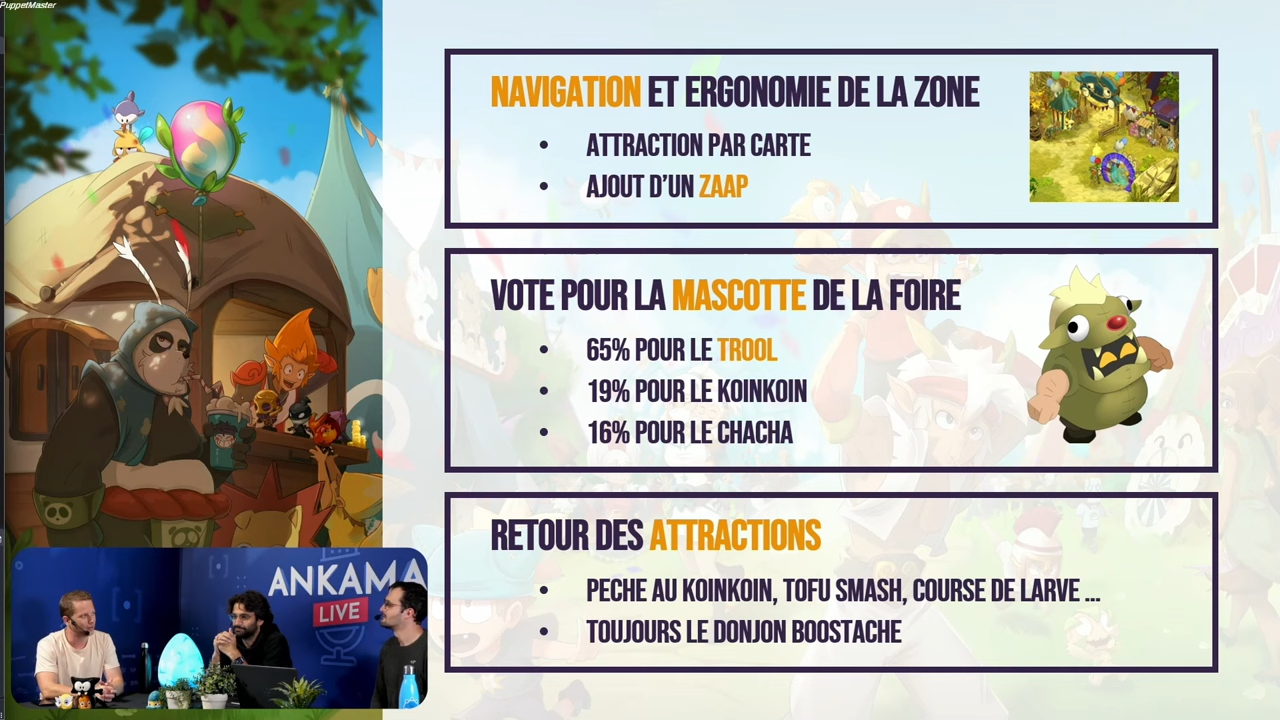 PuppetMaster
NAVIGATION ET ERGONOMIE DE LA ZONE
• ATTRACTION PAR CARTE
• AJOUT D'UN ZAAP
VOTE POUR LA MASCOTTE DE LA FOIRE
• 65% POUR LE TROOL
• 19% POUR LE KOINKOIN
• 16% POUR LE CHACHA
RETOUR DES ATTRACTIONS
• PECHE AU KOINKOIN, TOFU SMASH, COURSE DE LARVE ...
• TOUJOURS LE DONJON BOOSTACHE
ANKAMA
LIVE